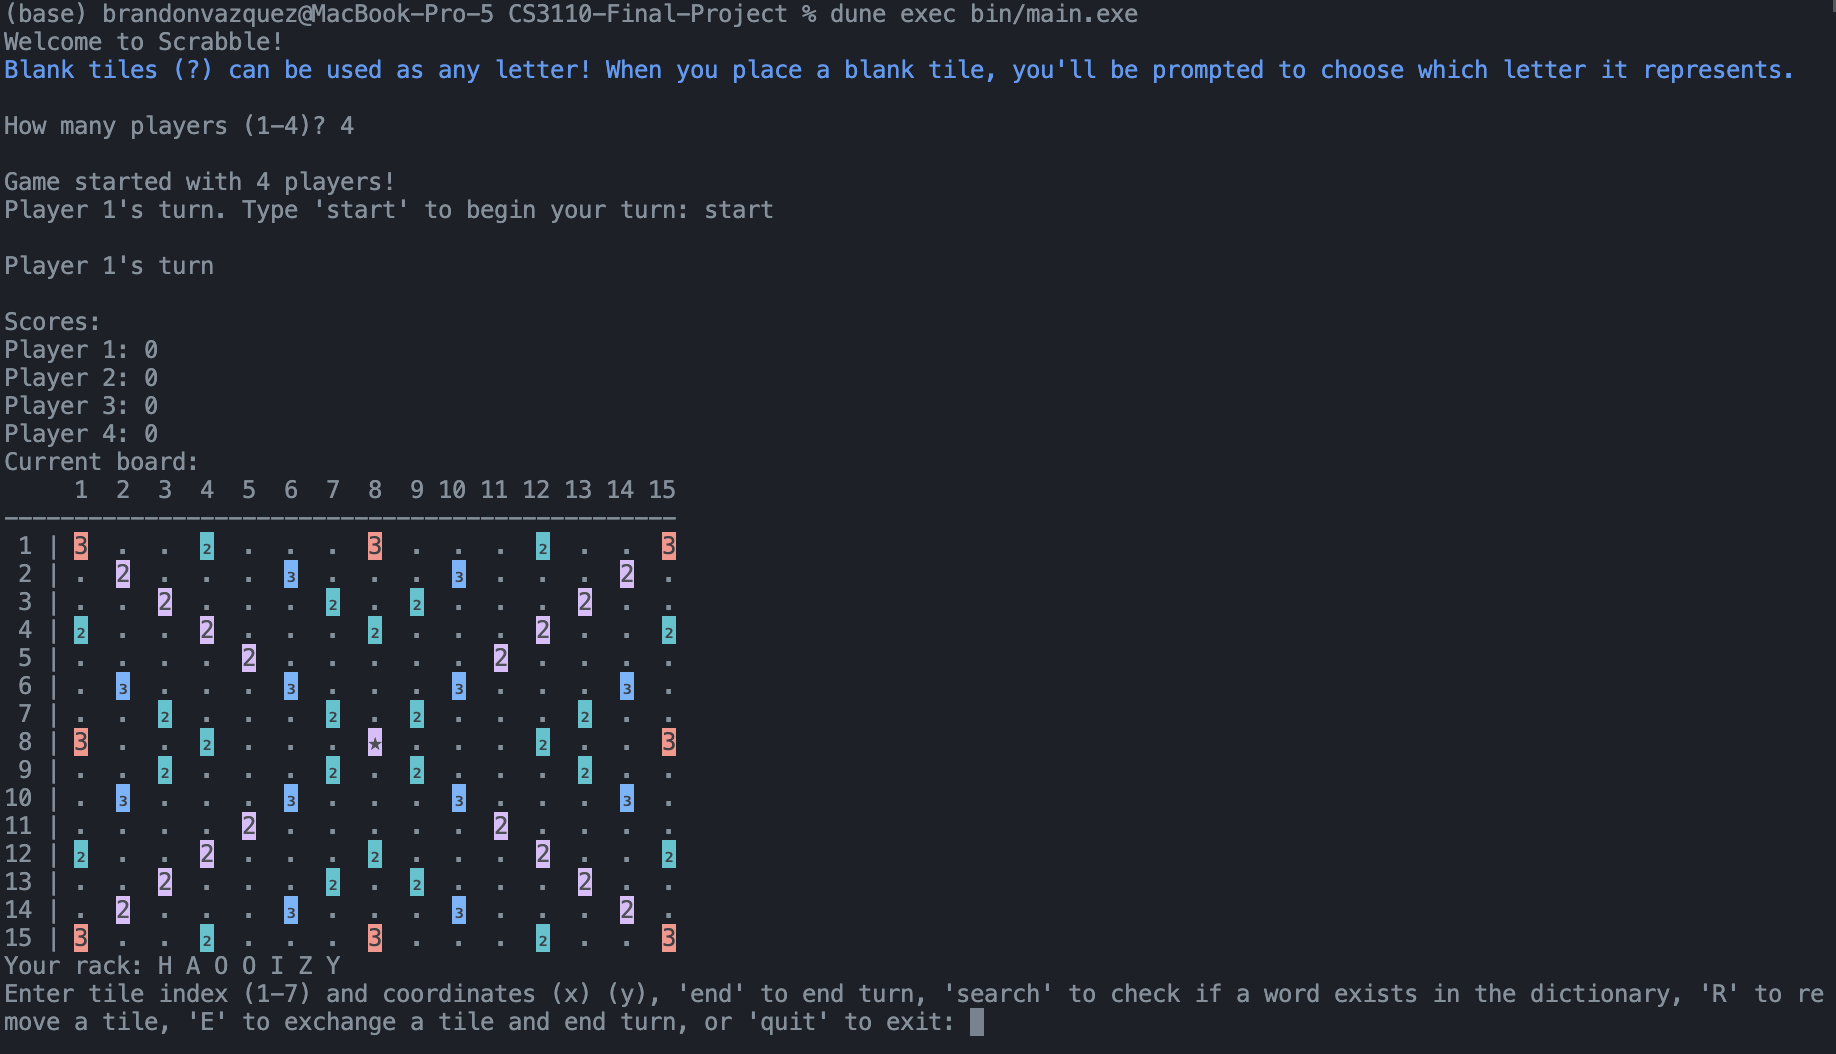 (base) brandonvazquez@MacBook-Pro-5 CS3110-Final-Project % dune exec bin/main.exe
Welcome to Scrabble!
Blank tiles (?) can be used as any letter! When you place a blank tile, you'll be prompted to choose which letter it represents.
How many players (1-4)? 4
Game started with 4 players!
Player 1's turn. Type 'start' to begin your turn: start
Player 1's turn
Scores:
Player 1: 0
Player 2: 0
Player 3: 0
Player 4: 0
Current board:
1 2 3 4 5 6 7 8 9 10 11 12 13 14 15
------------------------------------------------
1 | 3 . . 2 . . . 3 . . . 2 . . 3
2 | . 2 . . . 3 . . . 3 . . . 2 .
3 | . . 2 . . . 2 . 2 . . . 2 . .
4 | 2 . . 2 . . . 2 . . . 2 . . 2
5 | . . . . 2 . . . . . 2 . . . .
6 | . 3 . . . 3 . . . 3 . . . 3 .
7 | . . 2 . . . 2 . 2 . . . 2 . .
8 | 3 . . 2 . . . ★ . . . 2 . . 3
9 | . . 2 . . . 2 . 2 . . . 2 . .
10 | . 3 . . . 3 . . . 3 . . . 3 .
11 | . . . . 2 . . . . . 2 . . . .
12 | 2 . . 2 . . . 2 . . . 2 . . 2
13 | . . 2 . . . 2 . 2 . . . 2 . .
14 | . 2 . . . 3 . . . 3 . . . 2 .
15 | 3 . . 2 . . . 3 . . . 2 . . 3
Your rack: H A O O I Z Y
Enter tile index (1-7) and coordinates (x) (y), 'end' to end turn, 'search' to check if a word exists in the dictionary, 'R' to re
move a tile, 'E' to exchange a tile and end turn, or 'quit' to exit: